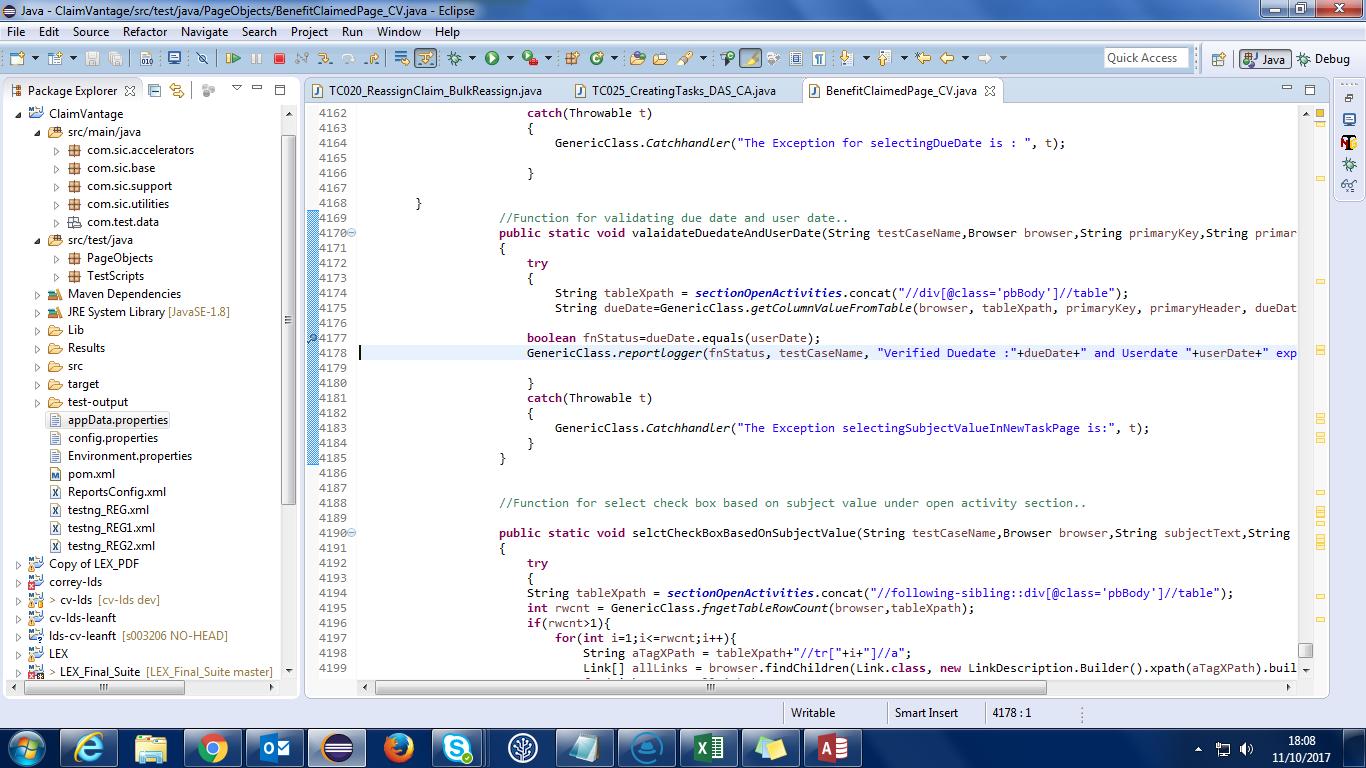 Java - ClaimVantage/src/test/java/PageObjects/BenefitClaimedPage_CV.java - Eclipse
File Edit Source Refactor Navigate Search Project Run Window Help
Quick Access Java Debug
Package Explorer
TC020_ReassignClaim_BulkReassign.java TC025_CreatingTasks_DAS_CA.java BenefitClaimedPage_CV.java
ClaimVantage
src/main/java
com.sic.accelerators
com.sic.base
com.sic.support
com.sic.utilities
com.test.data
src/test/java
PageObjects
TestScripts
Maven Dependencies
JRE System Library [JavaSE-1.8]
Lib
Results
src
target
test-output
appData.properties
config.properties
Environment.properties
pom.xml
ReportsConfig.xml
testng_REG.xml
testng_REG1.xml
testng_REG2.xml
Copy of LEX_PDF
correy-lds
> cv-lds [cv-lds dev]
cv-lds-leanft
lds-cv-leanft [s003206 NO-HEAD]
LEX
> LEX_Final_Suite [LEX_Final_Suite master]
4162 catch(Throwable t)
4163 {
4164 GenericClass.Catchhandler("The Exception for selectingDueDate is : ", t);
4165
4166 }
4167
4168 }
4169 //Function for validating due date and user date..
4170 public static void valaidateDuedateAndUserDate(String testCaseName,Browser browser,String primaryKey,String primar
4171 {
4172 try
4173 {
4174 String tableXpath = sectionOpenActivities.concat("//div[@class='pbBody']//table");
4175 String dueDate=GenericClass.getColumnValueFromTable(browser, tableXpath, primaryKey, primaryHeader, dueDat
4176
4177 boolean fnStatus=dueDate.equals(userDate);
4178 GenericClass.reportlogger(fnStatus, testCaseName, "Verified Duedate :"+dueDate+" and Userdate "+userDate+" exp
4179
4180 }
4181 catch(Throwable t)
4182 {
4183 GenericClass.Catchhandler("The Exception selectingSubjectValueInNewTaskPage is:", t);
4184 }
4185 }
4186
4187
4188 //Function for select check box based on subject value under open activity section..
4189
4190 public static void selctCheckBoxBasedOnSubjectValue(String testCaseName,Browser browser,String subjectText,String
4191 {
4192 try
4193 {
4194 String tableXpath = sectionOpenActivities.concat("//following-sibling::div[@class='pbBody']//table");
4195 int rwcnt = GenericClass.fngetTableRowCount(browser,tableXpath);
4196 if(rwcnt>1){
4197 for(int i=1;i<=rwcnt;i++){
4198 String aTagXPath = tableXpath+"//tr["+i+"]//a";
4199 Link[] allLinks = browser.findChildren(Link.class, new LinkDescription.Builder().xpath(aTagXPath).buil
Writable Smart Insert 4178 : 1
18:08
11/10/2017